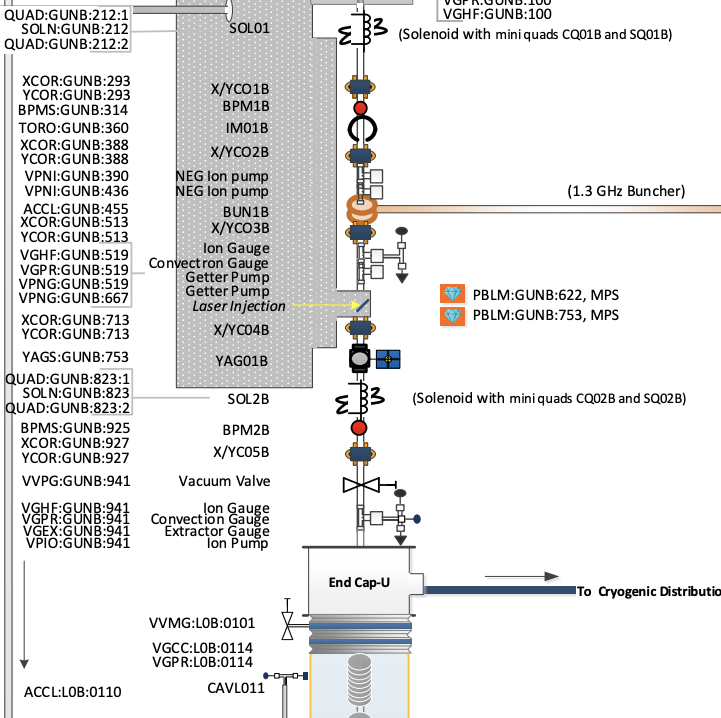 VGPR:GUNB:100
VGHF:GUNB:100
QUAD:GUNB:212:1
SOLN:GUNB:212
QUAD:GUNB:212:2
SOL01
(Solenoid with mini quads CQ01B and SQ01B)
XCOR:GUNB:293
YCOR:GUNB:293
X/YCO1B
BPMS:GUNB:314
BPM1B
TORO:GUNB:360
IM01B
XCOR:GUNB:388
YCOR:GUNB:388
X/YCO2B
VPNI:GUNB:390
NEG Ion pump
VPNI:GUNB:436
NEG Ion pump
(1.3 GHz Buncher)
ACCL:GUNB:455
BUN1B
XCOR:GUNB:513
YCOR:GUNB:513
X/YCO3B
VGHF:GUNB:519
Ion Gauge
VGPR:GUNB:519
Convectron Gauge
VPNG:GUNB:519
Getter Pump
VPNG:GUNB:667
Getter Pump
Laser Injection
PBLM:GUNB:622, MPS
PBLM:GUNB:753, MPS
XCOR:GUNB:713
YCOR:GUNB:713
X/YC04B
YAGS:GUNB:753
YAG01B
QUAD:GUNB:823:1
SOLN:GUNB:823
QUAD:GUNB:823:2
SOL2B
(Solenoid with mini quads CQ02B and SQ02B)
BPMS:GUNB:925
BPM2B
XCOR:GUNB:927
YCOR:GUNB:927
X/YC05B
VVPG:GUNB:941
Vacuum Valve
VGHF:GUNB:941
Ion Gauge
VGPR:GUNB:941
Convection Gauge
VGEX:GUNB:941
Extractor Gauge
VPIO:GUNB:941
Ion Pump
End Cap-U
To Cryogenic Distributio
VVMG:L0B:0101
VGCC:L0B:0114
VGPR:L0B:0114
ACCL:L0B:0110
CAVL011